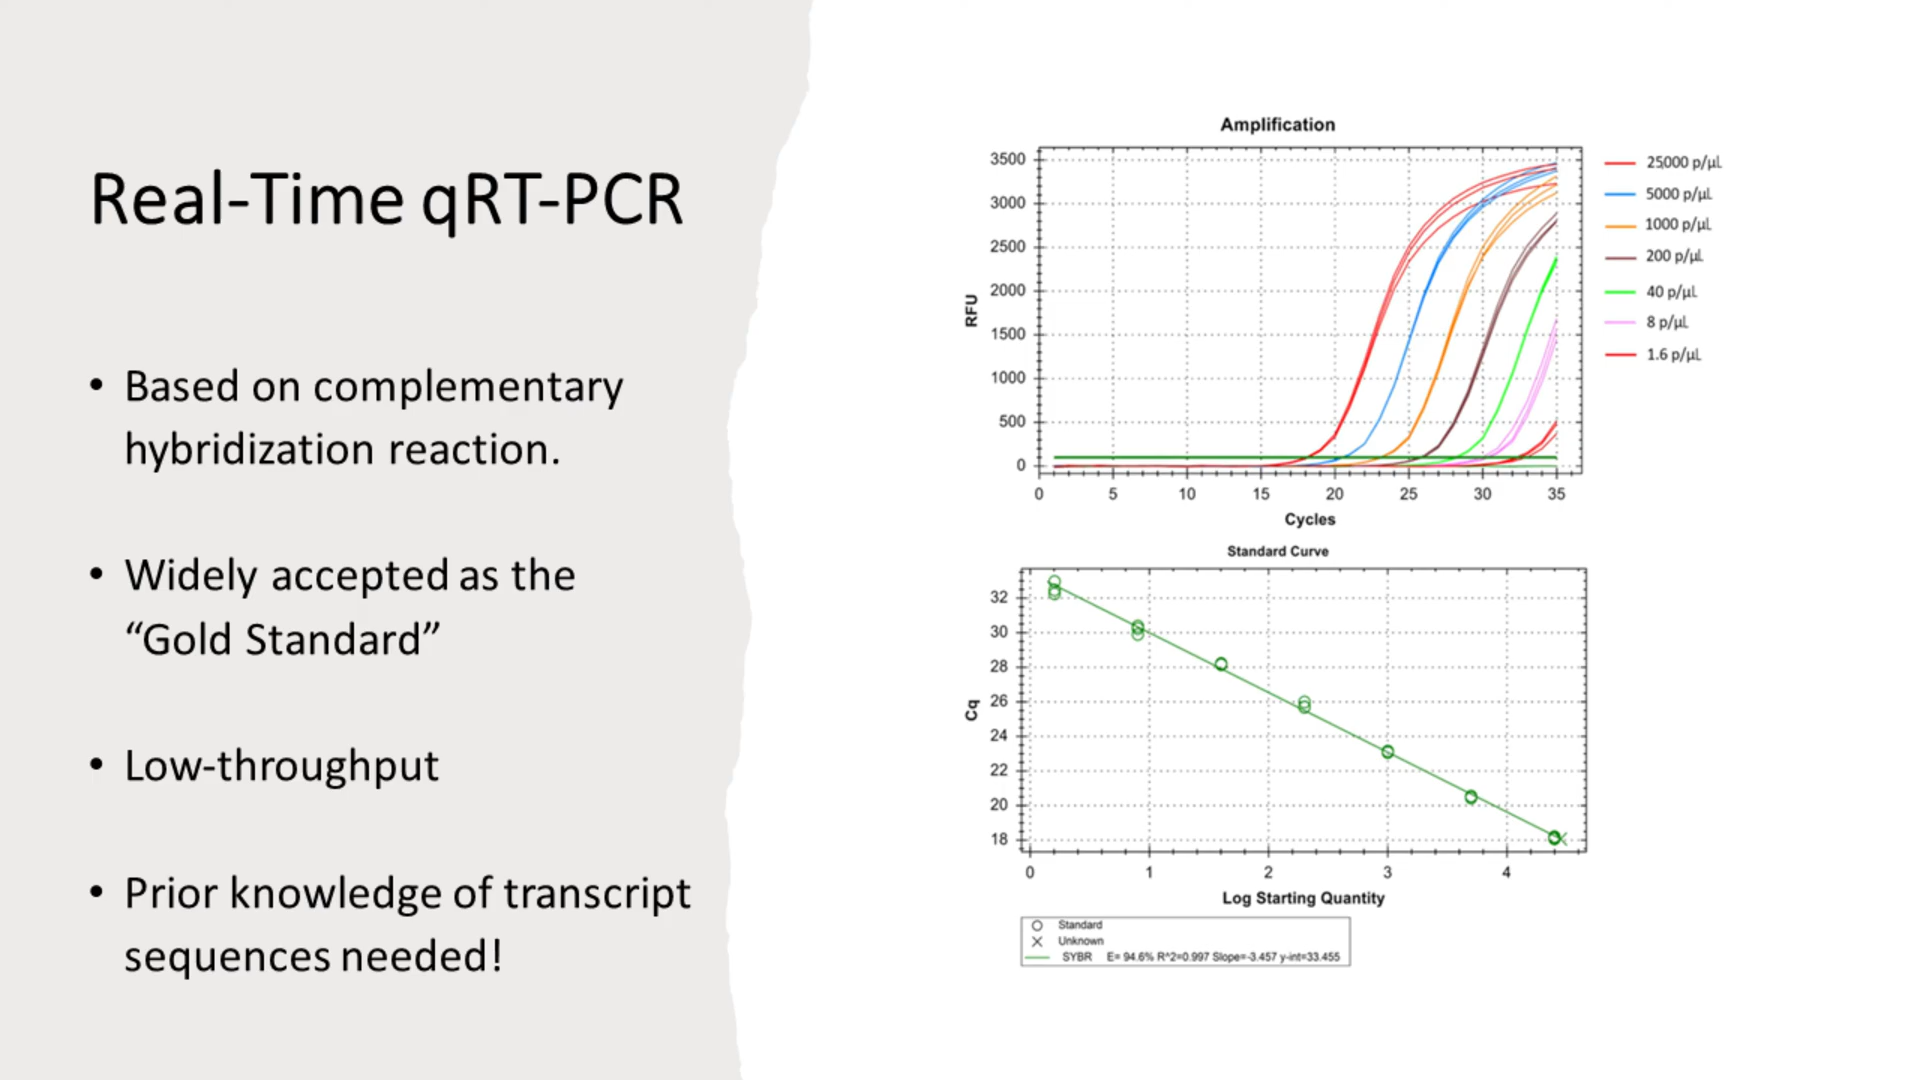 Real-Time qRT-PCR
• Based on complementary
hybridization reaction.
• Widely accepted as the
“Gold Standard”
• Low-throughput
• Prior knowledge of transcript
sequences needed!
Amplification
3500
3000
2500
2000
1500
1000
500
0
RFU
0 5 10 15 20 25 30 35
Cycles
25000 p/µL
5000 p/µL
1000 p/µL
200 p/µL
40 p/µL
8 p/µL
1.6 p/µL
Standard Curve
32
30
28
26
24
22
20
18
Cq
0 1 2 3 4
Log Starting Quantity
Standard
Unknown
SYBR E= 94.6% R^2=0.997 Slope=-3.457 y-int=33.455